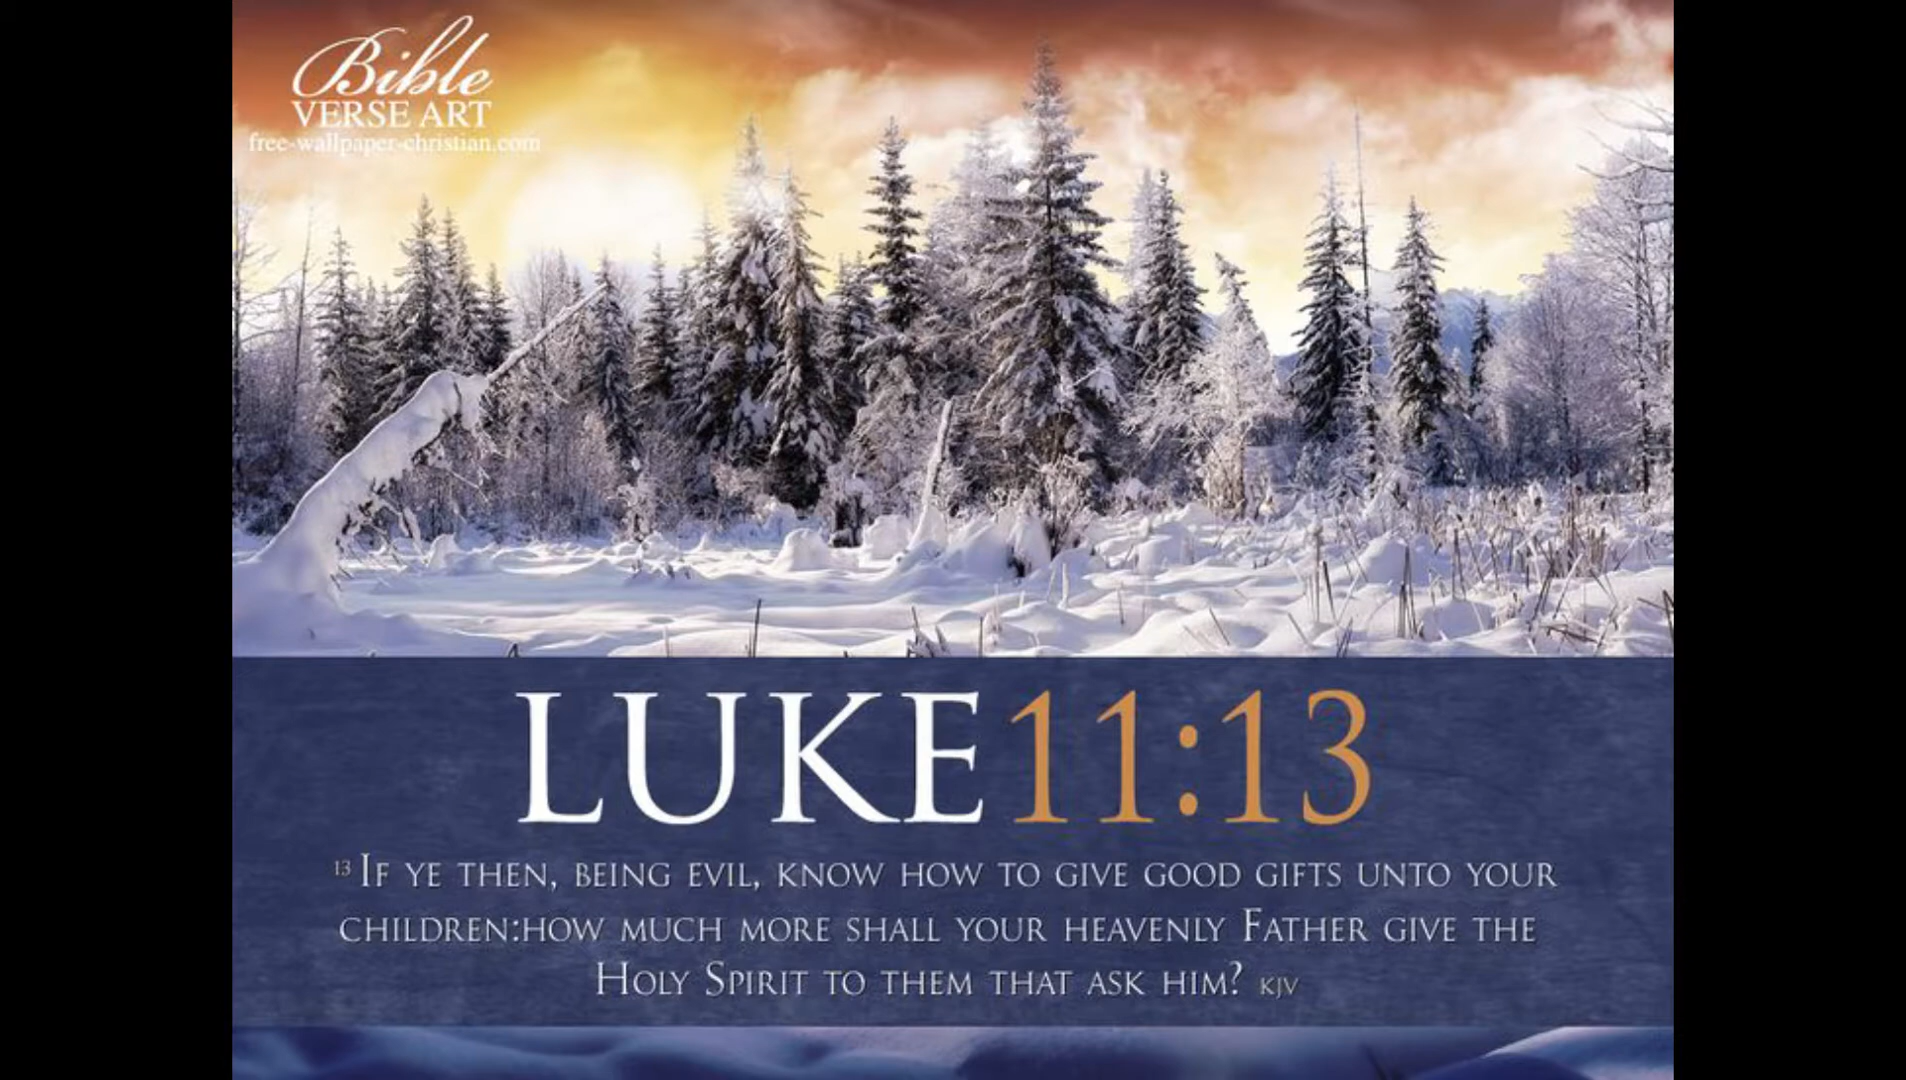 Bible
VERSE ART
free-wallpaper-christian.com
LUKE 11:13
13 IF YE THEN, BEING EVIL, KNOW HOW TO GIVE GOOD GIFTS UNTO YOUR
CHILDREN:HOW MUCH MORE SHALL YOUR HEAVENLY FATHER GIVE THE
HOLY SPIRIT TO THEM THAT ASK HIM? KJV